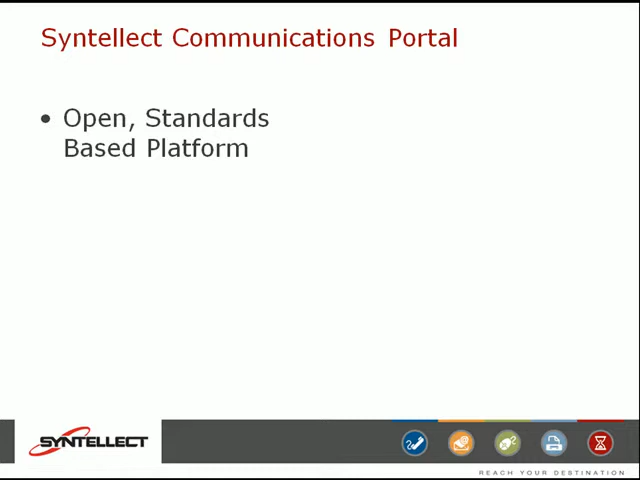 Syntellect Communications Portal
• Open, Standards
Based Platform
SYNTELLECT
REACH YOUR DESTINATION